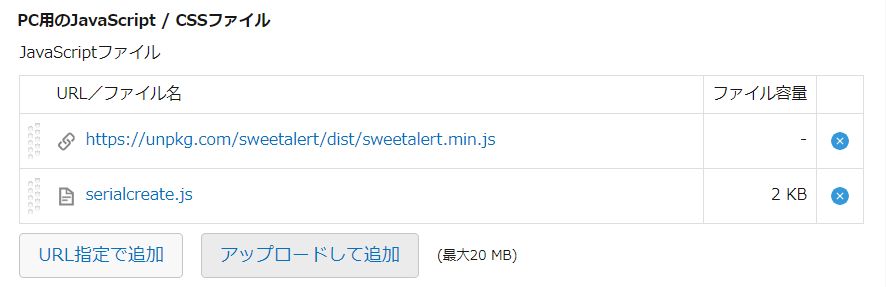 PC用のJavaScript / CSSファイル
JavaScriptファイル
URL／ファイル名 ファイル容量
https://unpkg.com/sweetalert/dist/sweetalert.min.js -
serialcreate.js 2 KB
URL指定で追加 アップロードして追加 (最大20 MB)